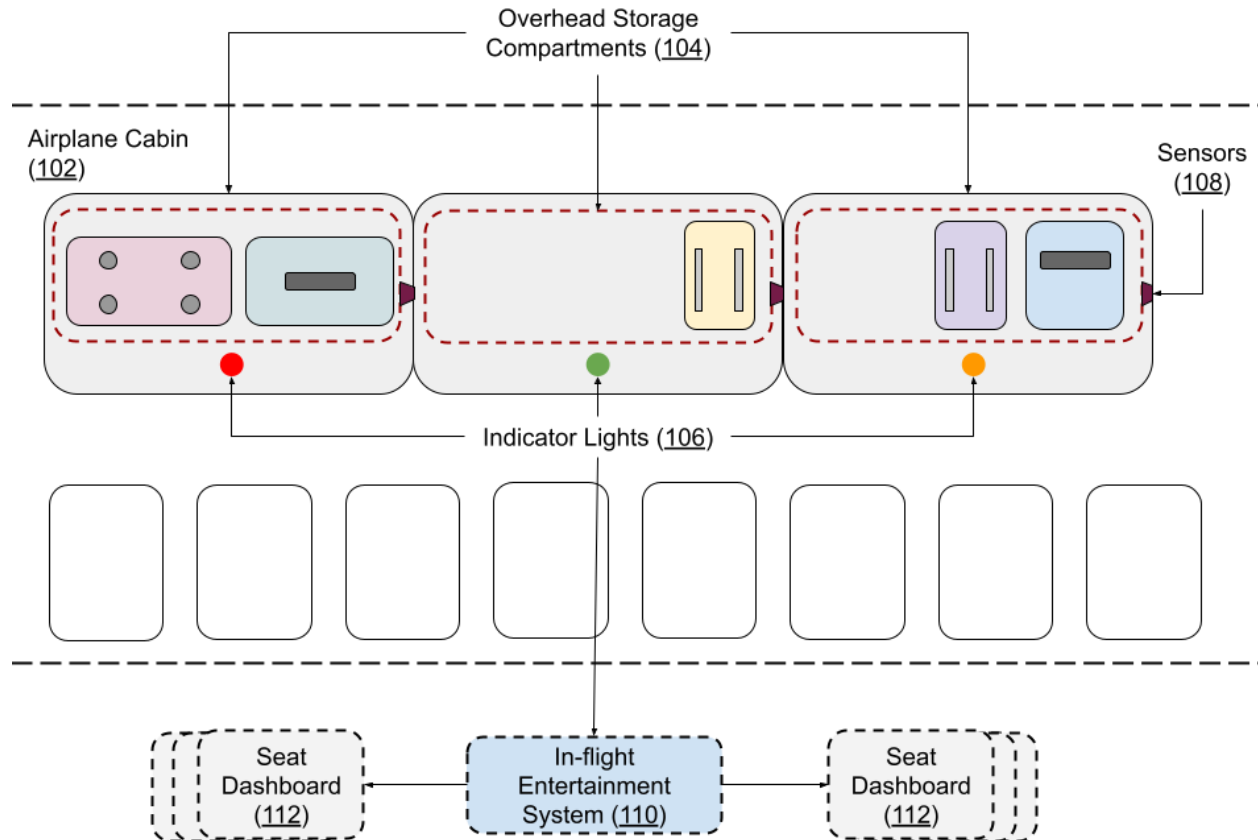 Overhead Storage
Compartments (104)
Airplane Cabin
(102)
Sensors
(108)
Indicator Lights (106)
Seat
Dashboard
(112)
In-flight
Entertainment
System (110)
Seat
Dashboard
(112)